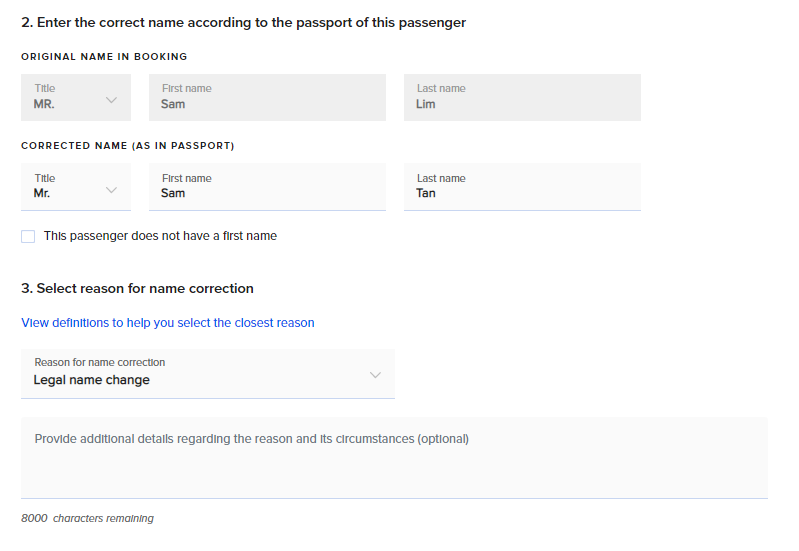 2. Enter the correct name according to the passport of this passenger
ORIGINAL NAME IN BOOKING
Title First name Last name
MR. Sam Lim
CORRECTED NAME (AS IN PASSPORT)
Title First name Last name
Mr. Sam Tan
This passenger does not have a first name
3. Select reason for name correction
View definitions to help you select the closest reason
Reason for name correction
Legal name change
Provide additional details regarding the reason and its circumstances (optional)
8000 characters remaining